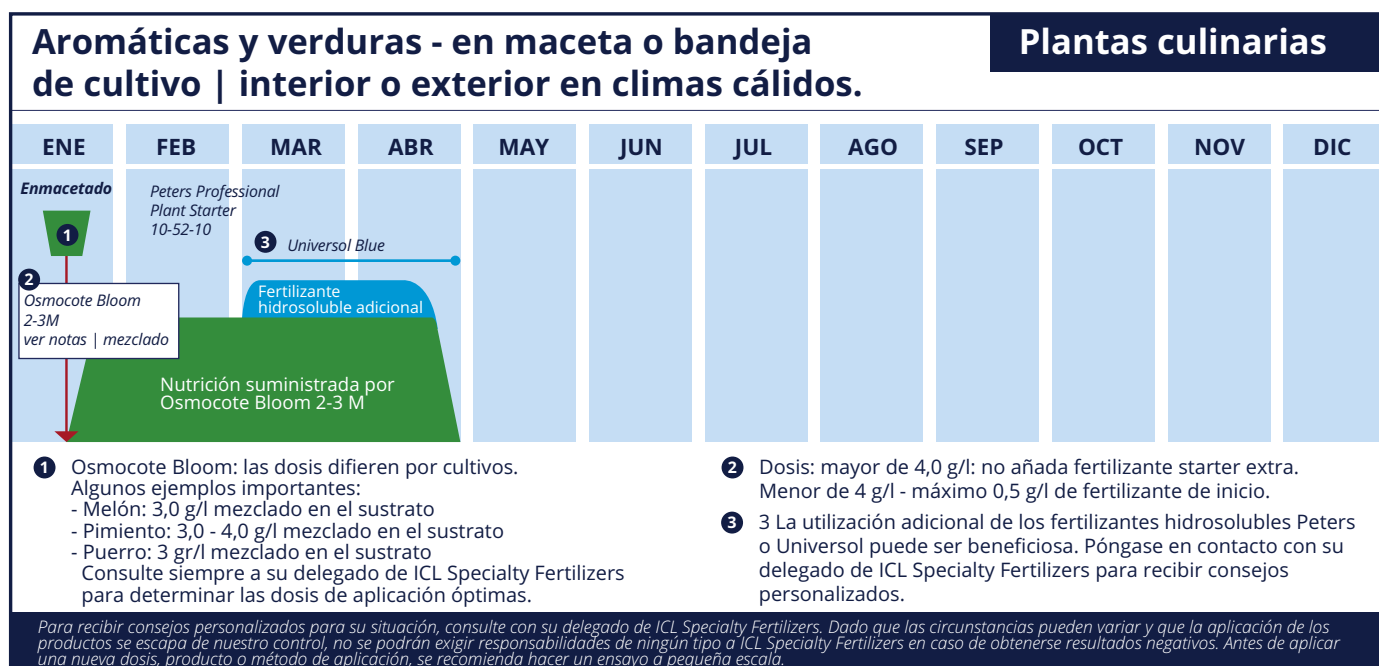 Aromáticas y verduras - en maceta o bandeja
de cultivo | interior o exterior en climas cálidos.
Plantas culinarias
ENE FEB MAR ABR MAY JUN JUL AGO SEP OCT NOV DIC
Enmacetado
Peters Professional
Plant Starter
10-52-10
1
3 Universol Blue
2
Osmocote Bloom
2-3M
ver notas | mezclado
Fertilizante
hidrosoluble adicional
Nutrición suministrada por
Osmocote Bloom 2-3 M
1 Osmocote Bloom: las dosis difieren por cultivos.
Algunos ejemplos importantes:
- Melón: 3,0 g/l mezclado en el sustrato
- Pimiento: 3,0 - 4,0 g/l mezclado en el sustrato
- Puerro: 3 gr/l mezclado en el sustrato
Consulte siempre a su delegado de ICL Specialty Fertilizers
para determinar las dosis de aplicación óptimas.
2 Dosis: mayor de 4,0 g/l: no añada fertilizante starter extra.
Menor de 4 g/l - máximo 0,5 g/l de fertilizante de inicio.
3 3 La utilización adicional de los fertilizantes hidrosolubles Peters
o Universol puede ser beneficiosa. Póngase en contacto con su
delegado de ICL Specialty Fertilizers para recibir consejos
personalizados.
Para recibir consejos personalizados para su situación, consulte con su delegado de ICL Specialty Fertilizers. Dado que las circunstancias pueden variar y que la aplicación de los
productos se escapa de nuestro control, no se podrán exigir responsabilidades de ningún tipo a ICL Specialty Fertilizers en caso de obtenerse resultados negativos. Antes de aplicar
una nueva dosis, producto o método de aplicación, se recomienda hacer un ensayo a pequeña escala.